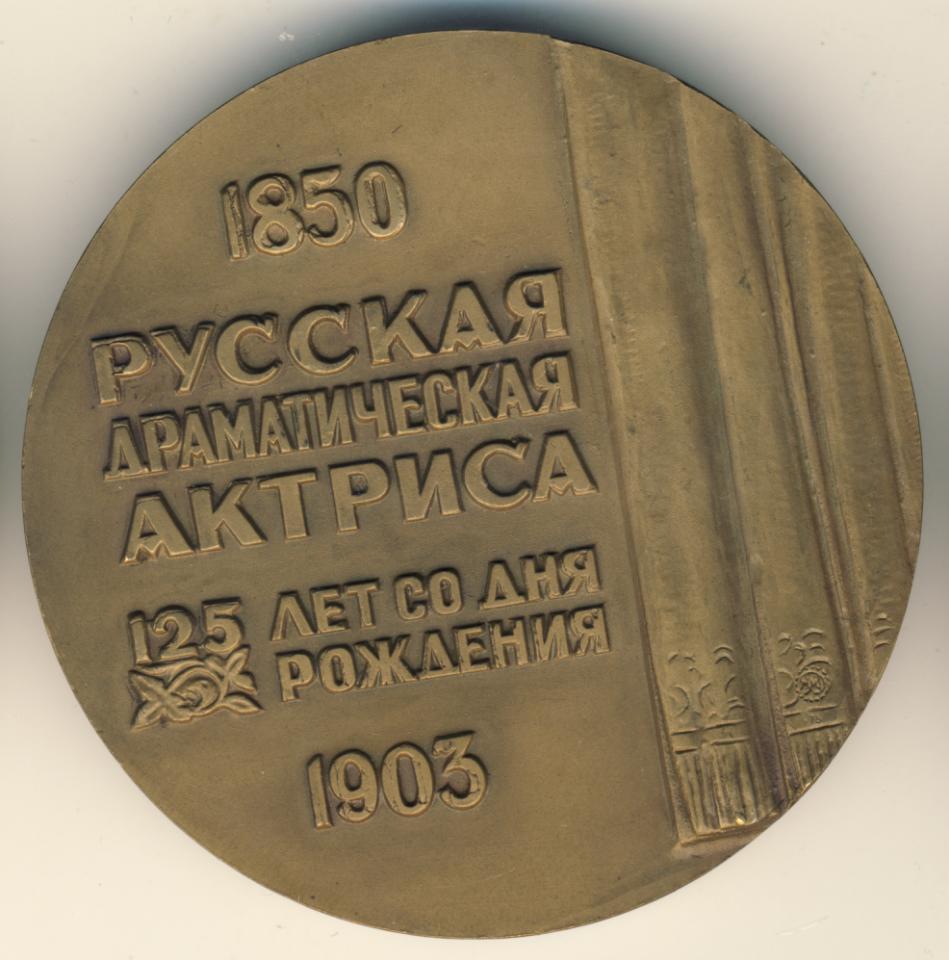 1850
РУССКАЯ
ДРАМАТИЧЕСКАЯ
АКТРИСА
125 ЛЕТ СО ДНЯ
РОЖДЕНИЯ
1903